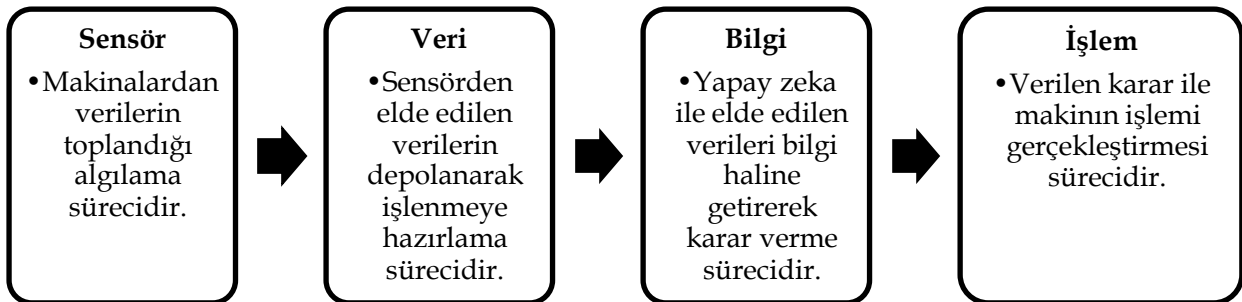 Sensör
•Makinalardan
verilerin
toplandığı
algılama
sürecidir.
Veri
•Sensörden
elde edilen
verilerin
depolanarak
işlenmeye
hazırlama
sürecidir.
Bilgi
•Yapay zeka
ile elde edilen
verileri bilgi
haline
getirerek
karar verme
sürecidir.
İşlem
•Verilen karar ile
makinın işlemi
gerçekleştirmesi
sürecidir.